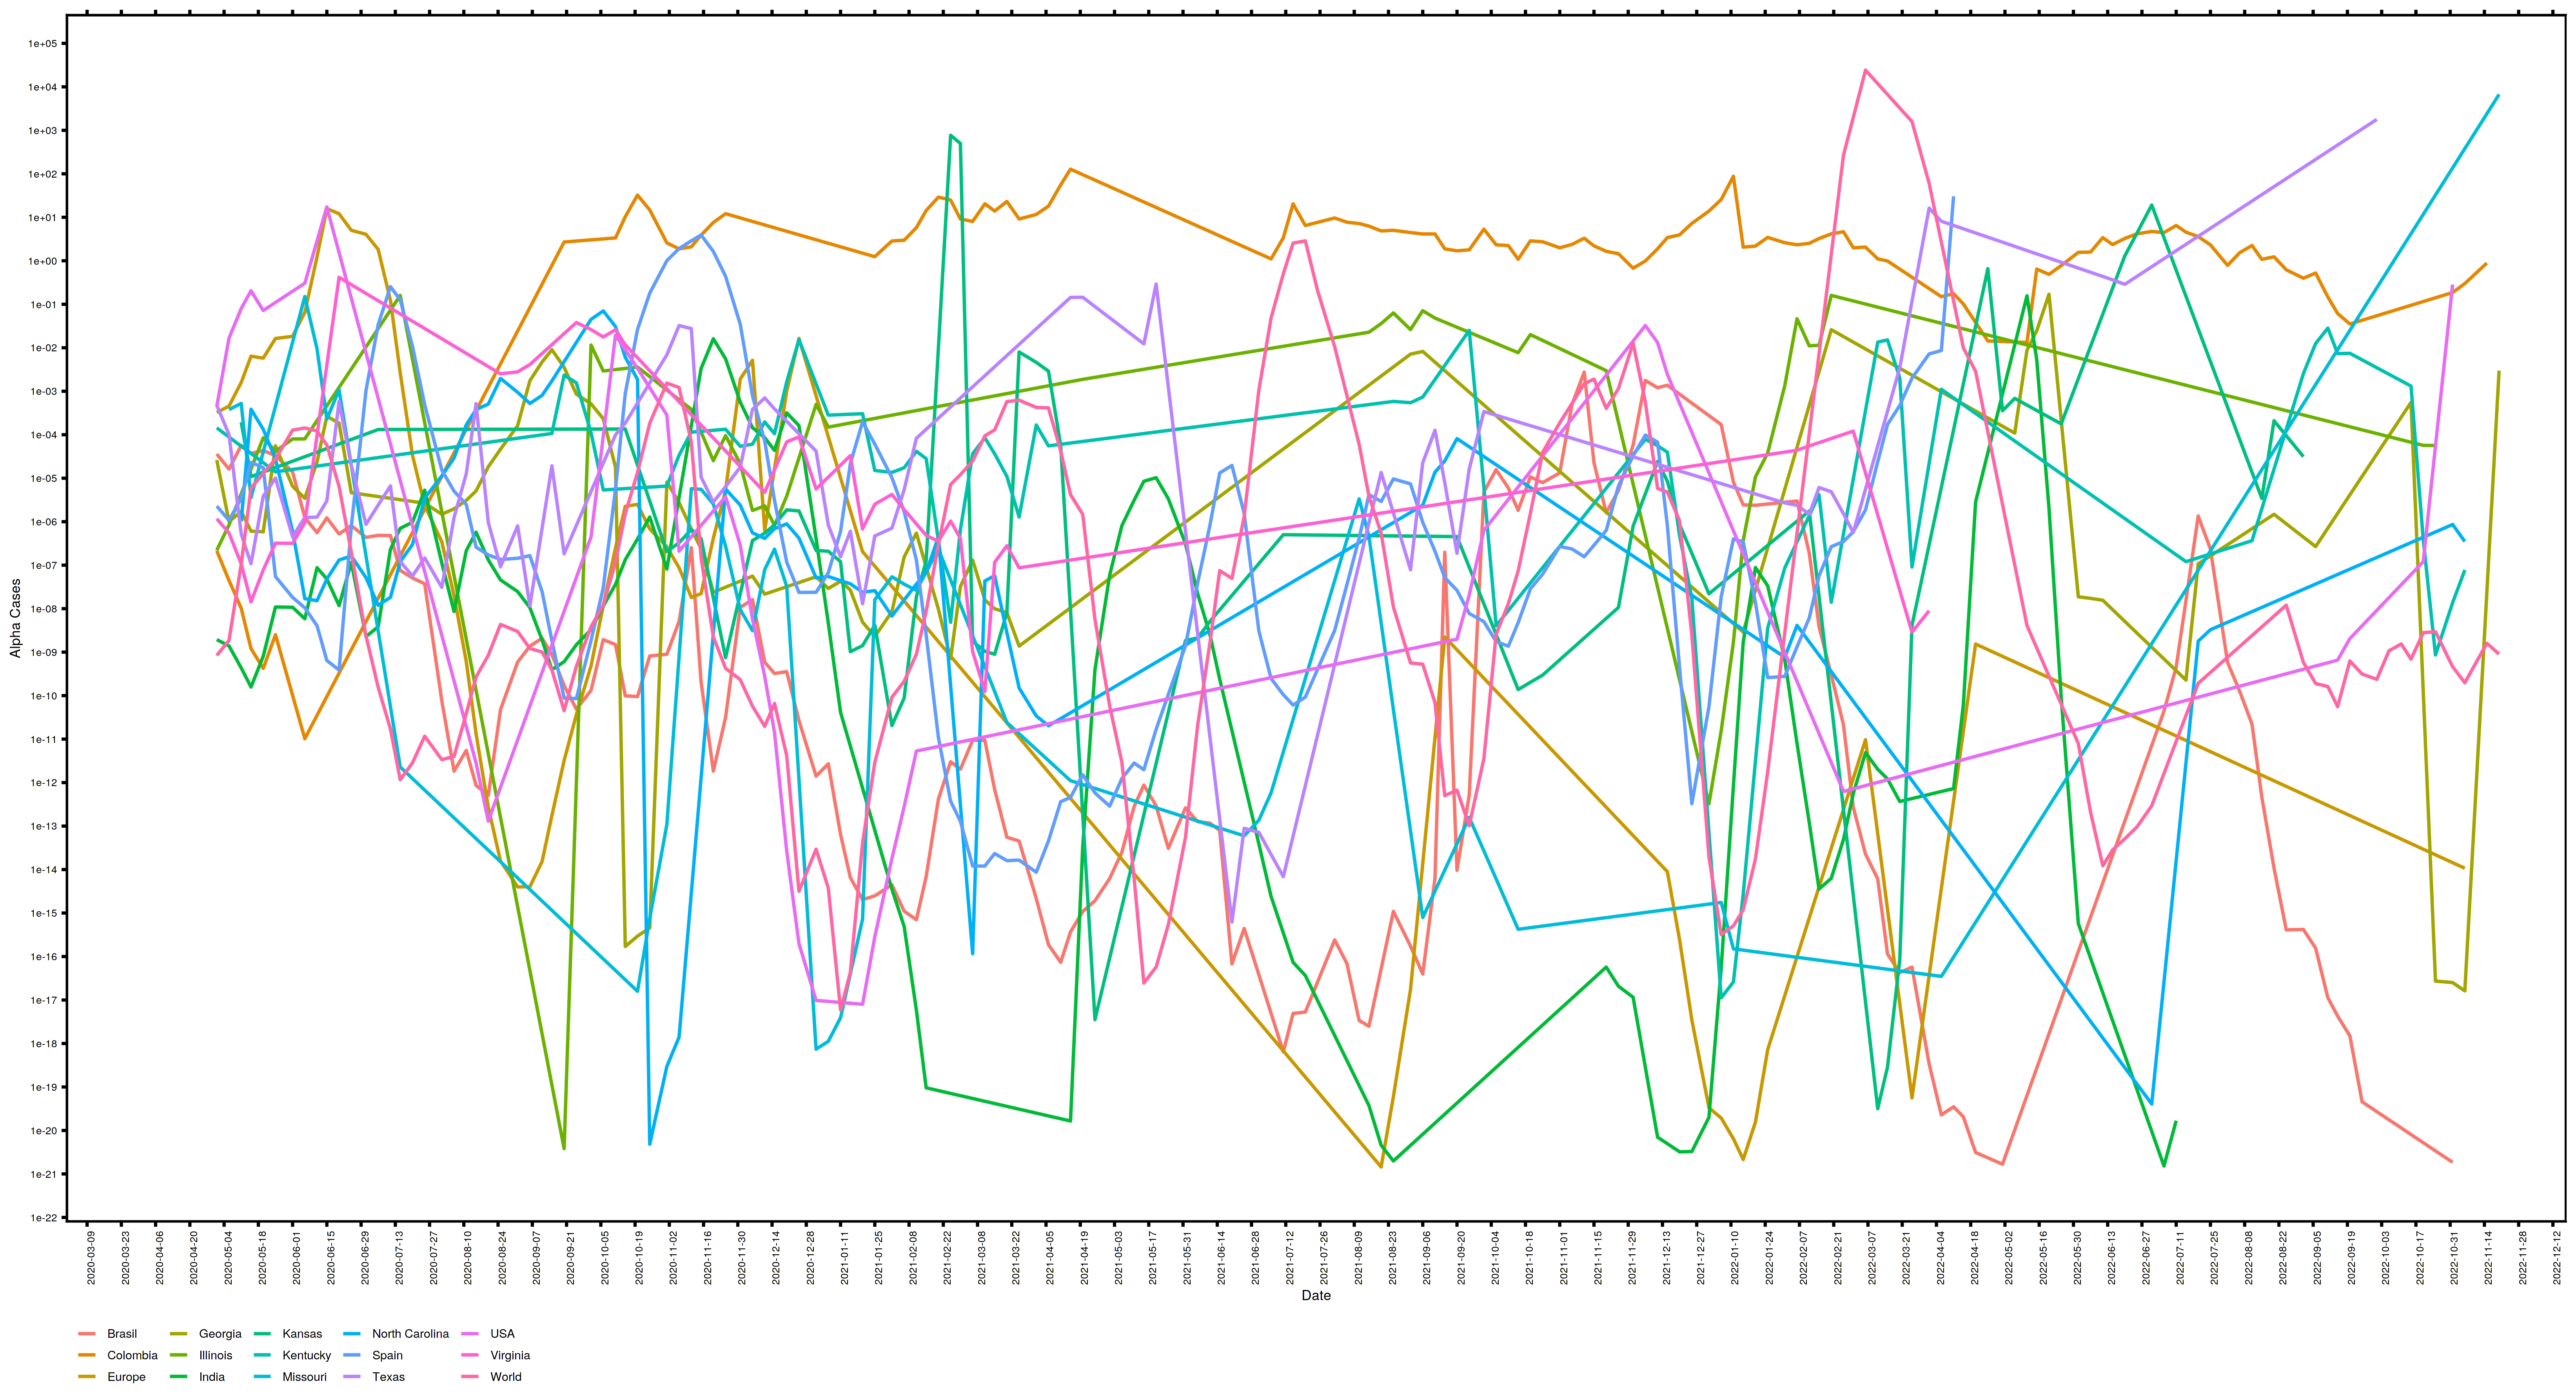 1e+05
1e+04
1e+03
1e+02
1e+01
1e+00
1e-01
1e-02
1e-03
1e-04
1e-05
1e-06
1e-07
1e-08
1e-09
1e-10
1e-11
1e-12
1e-13
1e-14
1e-15
1e-16
1e-17
1e-18
1e-19
1e-20
1e-21
1e-22
Alpha Cases
2020-03-09
2020-03-23
2020-04-06
2020-04-20
2020-05-04
2020-05-18
2020-06-01
2020-06-15
2020-06-29
2020-07-13
2020-07-27
2020-08-10
2020-08-24
2020-09-07
2020-09-21
2020-10-05
2020-10-19
2020-11-02
2020-11-16
2020-11-30
2020-12-14
2020-12-28
2021-01-11
2021-01-25
2021-02-08
2021-02-22
2021-03-08
2021-03-22
2021-04-05
2021-04-19
2021-05-03
2021-05-17
2021-05-31
2021-06-14
2021-06-28
2021-07-12
2021-07-26
2021-08-09
2021-08-23
2021-09-06
2021-09-20
2021-10-04
2021-10-18
2021-11-01
2021-11-15
2021-11-29
2021-12-13
2021-12-27
2022-01-10
2022-01-24
2022-02-07
2022-02-21
2022-03-07
2022-03-21
2022-04-04
2022-04-18
2022-05-02
2022-05-16
2022-05-30
2022-06-13
2022-06-27
2022-07-11
2022-07-25
2022-08-08
2022-08-22
2022-09-05
2022-09-19
2022-10-03
2022-10-17
2022-10-31
2022-11-14
2022-11-28
2022-12-12
Date
Brasil Georgia Kansas North Carolina USA
Colombia Illinois Kentucky Spain Virginia
Europe India Missouri Texas World